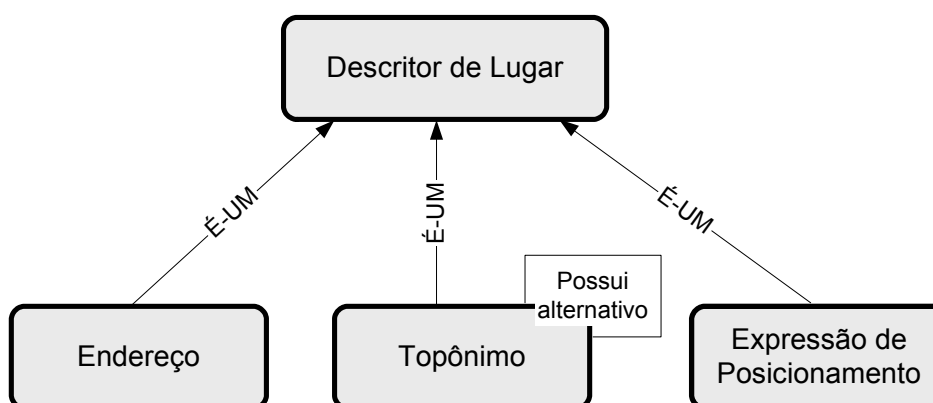 Descritor de Lugar
É-UM
É-UM
É-UM
Possui
alternativo
Endereço
Topônimo
Expressão de
Posicionamento